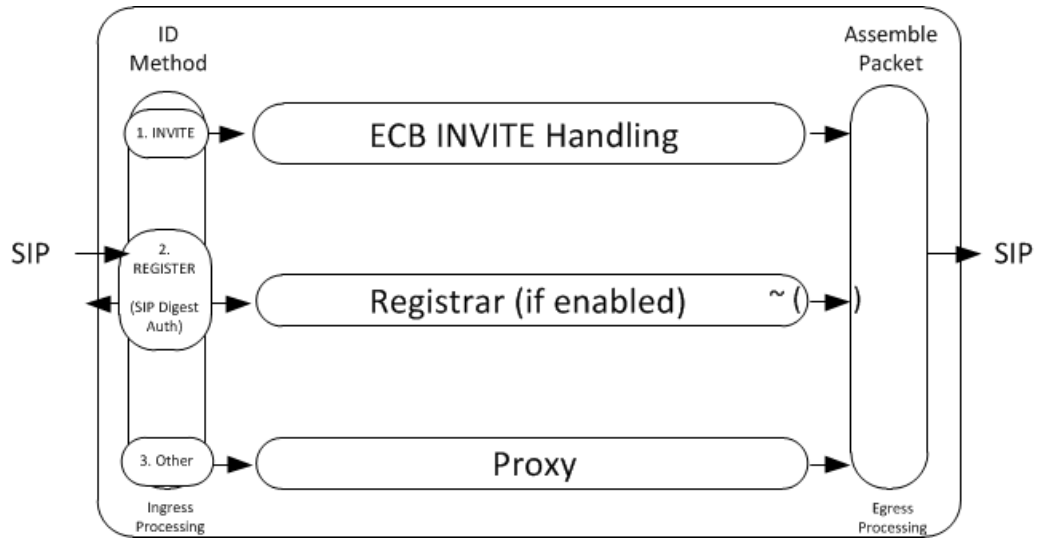 ID
Method
Assemble
Packet
1. INVITE
ECB INVITE Handling
SIP
2.
REGISTER
(SIP Digest
Auth)
Registrar (if enabled)
~ ( )
SIP
3. Other
Proxy
Ingress
Processing
Egress
Processing